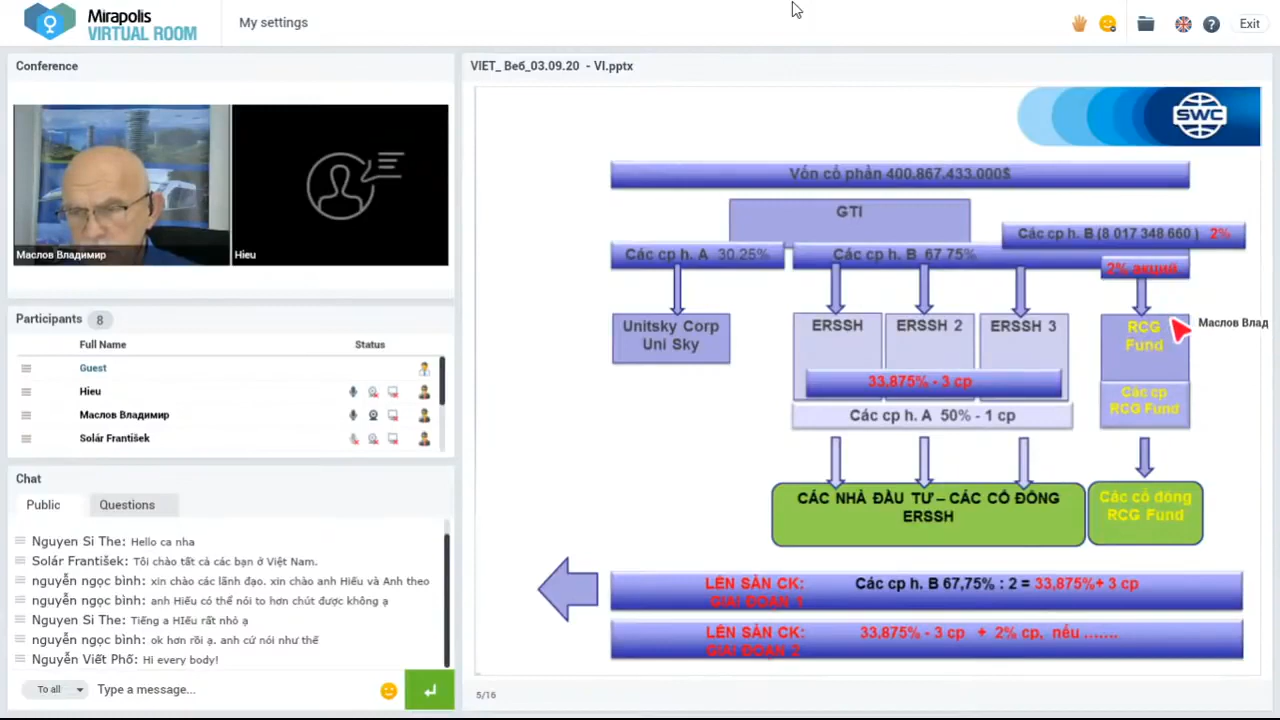 Mirapolis
VIRTUAL ROOM
My settings
Exit
Conference
Маслов Владимир
Hieu
Participants 8
Full Name Status
Guest
Hieu
Маслов Владимир
Solár František
Chat
Public Questions
Nguyen Si The: Hello ca nha
Solár František: Tôi chào tất cả các bạn ở Việt Nam.
nguyễn ngọc bình: xin chào các lãnh đạo. xin chào anh Hiếu và Anh theo
nguyễn ngọc bình: anh Hiếu có thể nói to hơn chút được không ạ
Nguyen Si The: Tiếng a HIếu rất nhỏ ạ
nguyễn ngọc bình: ok hơn rồi ạ. anh cứ nói như thế
Nguyễn Viết Phố: Hi every body!
To all Type a message...
VIET_ Веб_03.09.20 - VI.pptx
SWC
Vốn cổ phần 400.867.433.000$
GTI
Các cp h. B (8 017 348 660 ) 2%
Các cp h. A 30.25%
Các cp h. B 67 75%
2% акций
Unitsky Corp
Uni Sky
ERSSH
ERSSH 2
ERSSH 3
RCG
Fund
Маслов Влад
33,875% - 3 cp
Các cp
RCG Fund
Các cp h. A 50% - 1 cp
CÁC NHÀ ĐẦU TƯ – CÁC CỔ ĐÔNG
ERSSH
Các cổ đông
RCG Fund
LÊN SÀN CK: Các cp h. B 67,75% : 2 = 33,875%+ 3 cp
GIAI ĐOẠN 1
LÊN SÀN CK: 33,875% - 3 cp + 2% cp, nếu …….
GIAI ĐOẠN 2
5/16